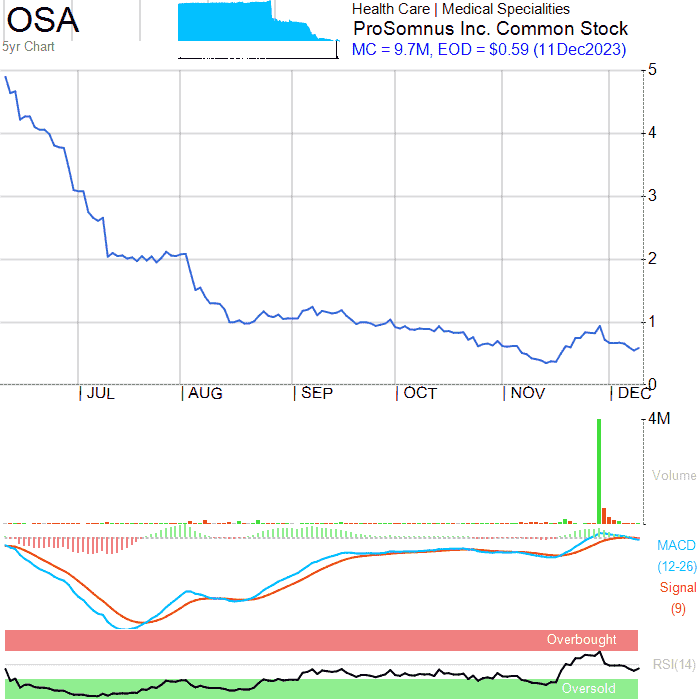 OSA
5yr Chart
Health Care | Medical Specialities
ProSomnus Inc. Common Stock
MC = 9.7M, EOD = $0.59 (11Dec2023)
5
4
3
2
1
0
JUL
AUG
SEP
OCT
NOV
DEC
4M
Volume
MACD
(12-26)
Signal
(9)
Overbought
RSI(14)
Oversold